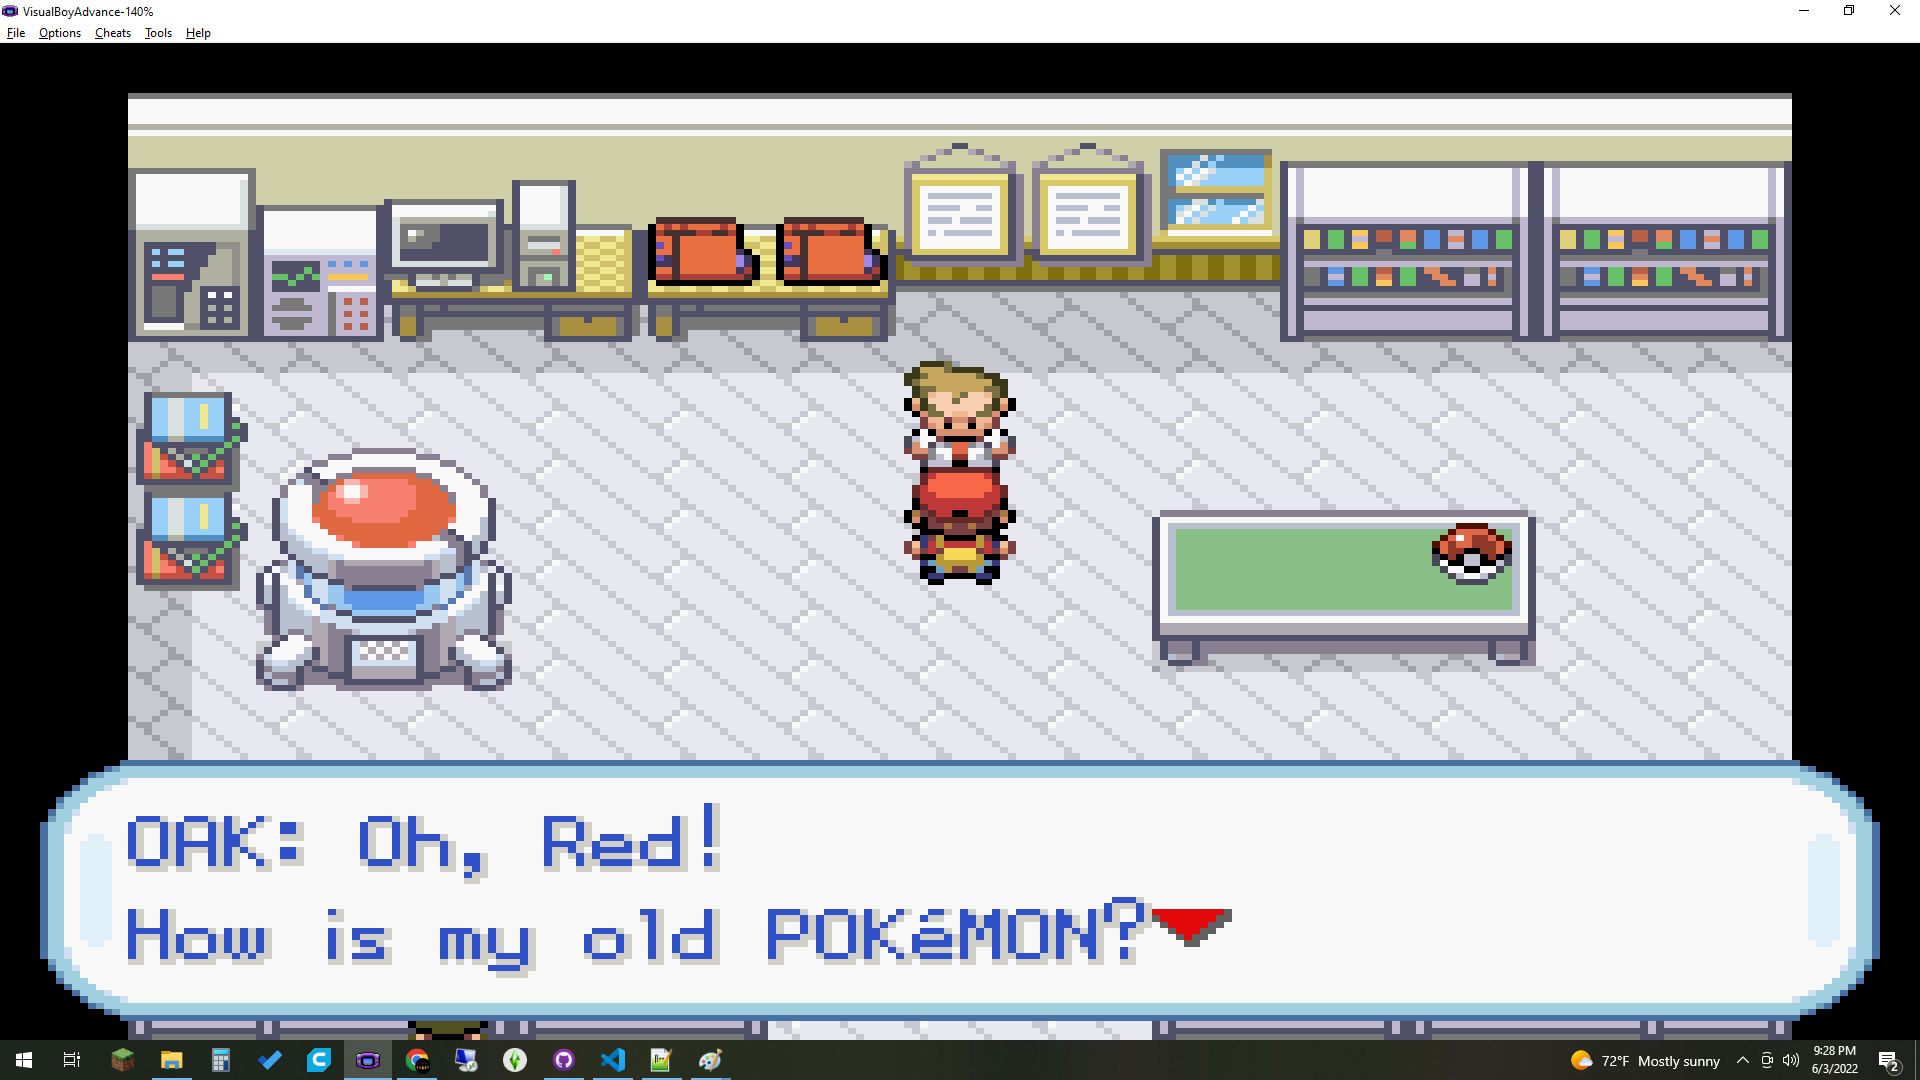 VisualBoyAdvance-140%
File Options Cheats Tools Help
OAK: Oh, Red!
How is my old POKéMON?
72°F Mostly sunny
9:28 PM
6/3/2022
2